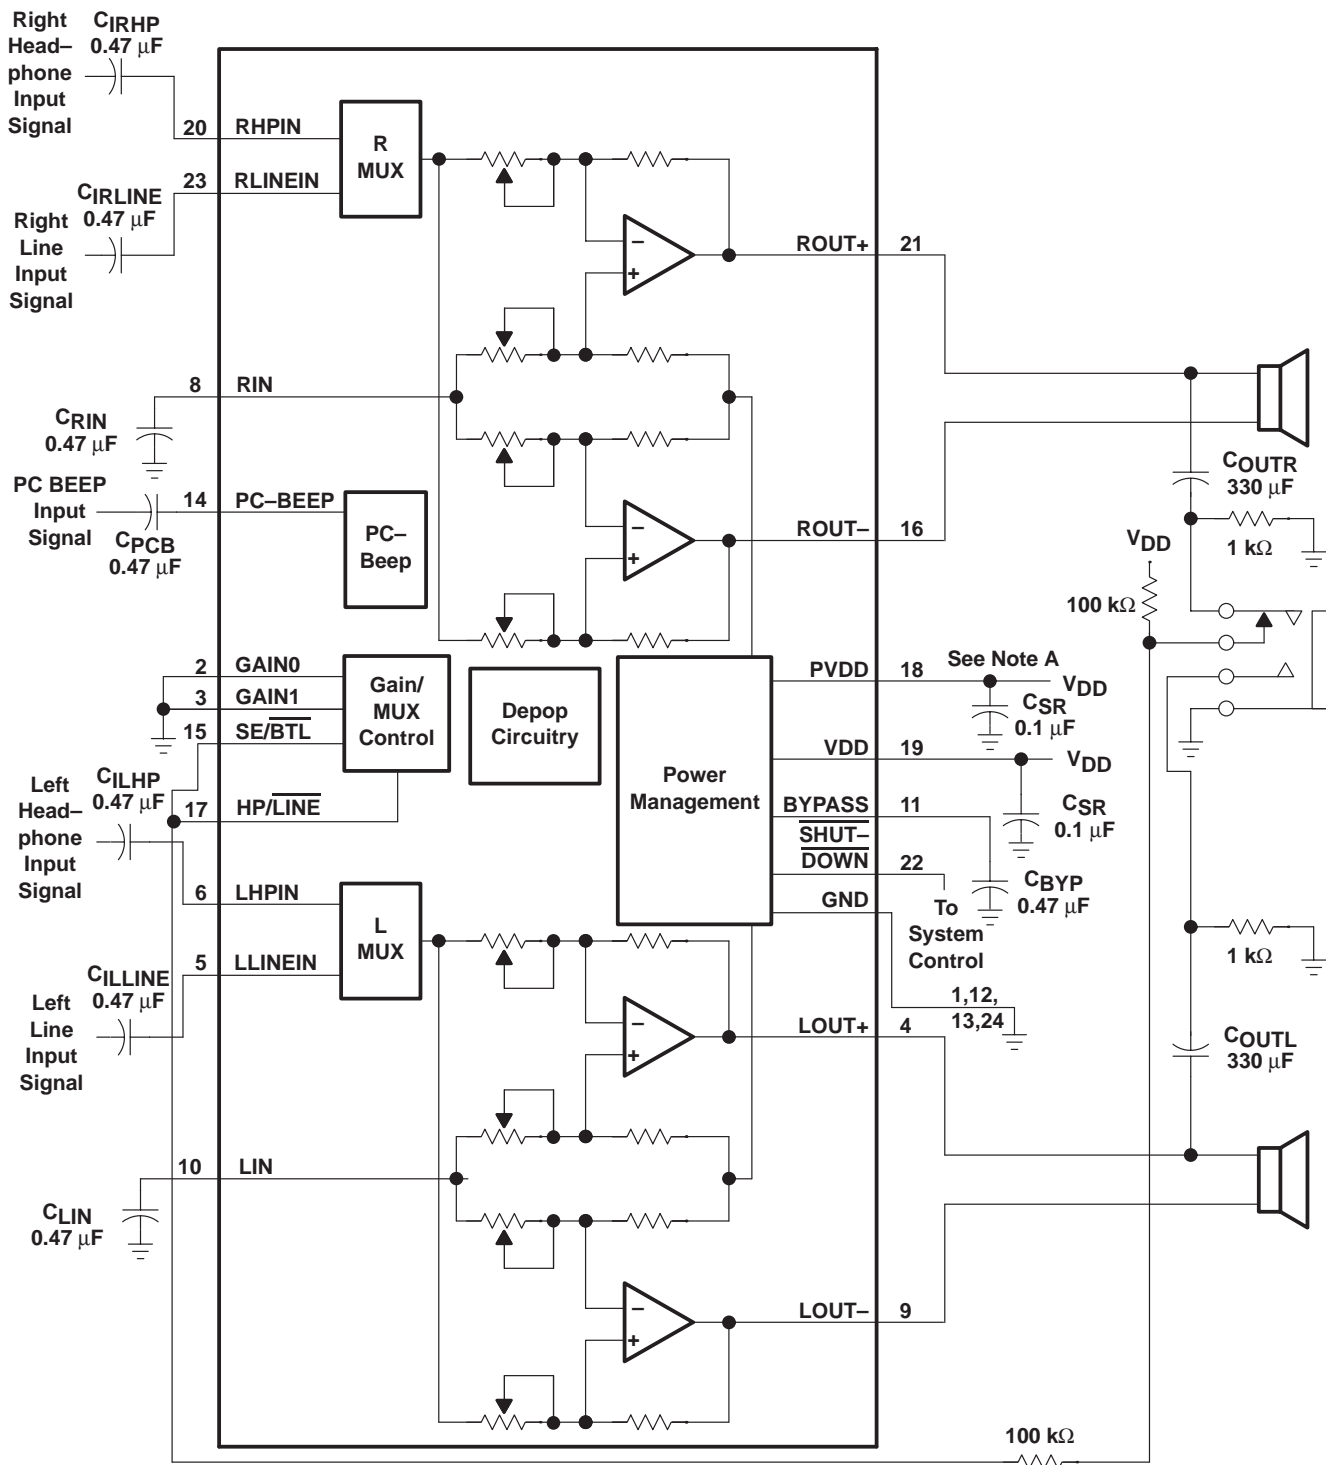 Right
Head–
phone
Input
Signal
CIRHP
0.47 μF
20
RHPIN
R
MUX
23
RLINEIN
CIRLINE
0.47 μF
Right
Line
Input
Signal
–
+
ROUT+
21
8
RIN
CRIN
0.47 μF
PC BEEP
Input
Signal
14
PC–BEEP
CPCB
0.47 μF
PC–
Beep
–
+
ROUT–
16
COUTR
330 μF
1 kΩ
VDD
100 kΩ
2
GAIN0
3
GAIN1
15
SE/BTL
Gain/
MUX
Control
Depop
Circuitry
Power
Management
PVDD
18
See Note A
VDD
CSR
0.1 μF
VDD
19
VDD
CSR
0.1 μF
BYPASS
11
SHUT–
DOWN
22
CBYP
0.47 μF
GND
To
System
Control
1,12,
13,24
CILHP
0.47 μF
Left
Head–
phone
Input
Signal
17
HP/LINE
6
LHPIN
L
MUX
5
LLINEIN
CILLINE
0.47 μF
Left
Line
Input
Signal
–
+
LOUT+
4
1 kΩ
COUTL
330 μF
10
LIN
CLIN
0.47 μF
–
+
LOUT–
9
100 kΩ